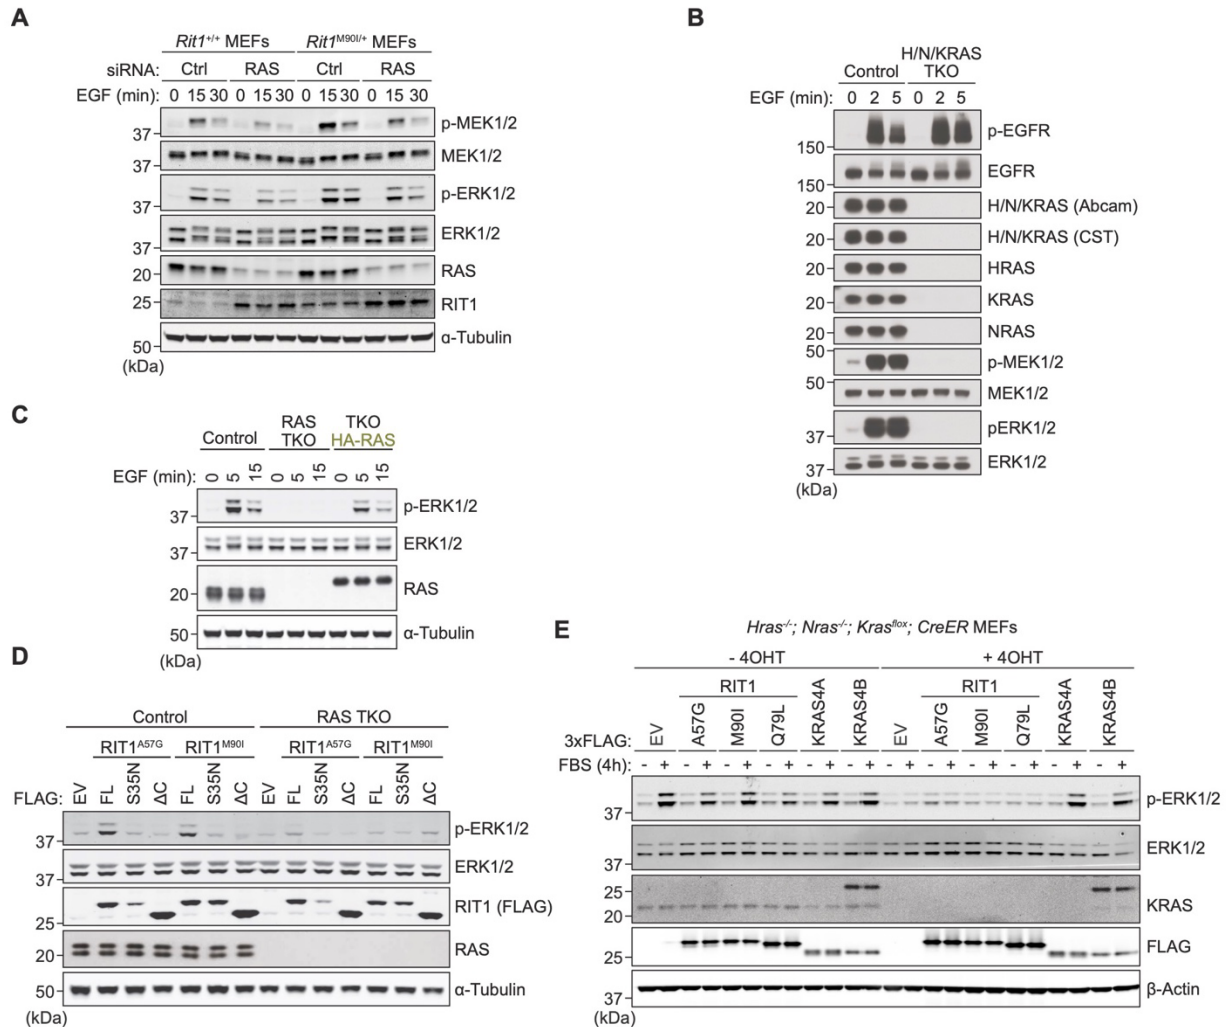 A
Rit1+/+ MEFs Rit1M90I/+ MEFs
siRNA: Ctrl RAS Ctrl RAS
EGF (min): 0 15 30 0 15 30 0 15 30 0 15 30
37 p-MEK1/2
37 MEK1/2
37 p-ERK1/2
37 ERK1/2
20 RAS
25 RIT1
50 α-Tubulin
(kDa)
B
H/N/KRAS
Control TKO
EGF (min): 0 2 5 0 2 5
150 p-EGFR
150 EGFR
20 H/N/KRAS (Abcam)
20 H/N/KRAS (CST)
20 HRAS
20 KRAS
20 NRAS
50 p-MEK1/2
50 MEK1/2
37 pERK1/2
37 ERK1/2
(kDa)
C
RAS TKO
Control TKO HA-RAS
EGF (min): 0 5 15 0 5 15 0 5 15
37 p-ERK1/2
37 ERK1/2
20 RAS
50 α-Tubulin
(kDa)
D
Control RAS TKO
RIT1A57G RIT1M90I RIT1A57G RIT1M90I
FLAG: EV FL S35N ΔC FL S35N ΔC EV FL S35N ΔC FL S35N ΔC
37 p-ERK1/2
37 ERK1/2
25 RIT1 (FLAG)
20 RAS
50 α-Tubulin
(kDa)
E
Hras-/-; Nras-/-; Krasflox; CreER MEFs
- 4OHT + 4OHT
RIT1 RIT1
3xFLAG: EV A57G M90I Q79L KRAS4A KRAS4B EV A57G M90I Q79L KRAS4A KRAS4B
FBS (4h): - + - + - + - + - + - + - + - + - + - + - + - +
37 p-ERK1/2
37 ERK1/2
25
20 KRAS
25 FLAG
37 β-Actin
(kDa)